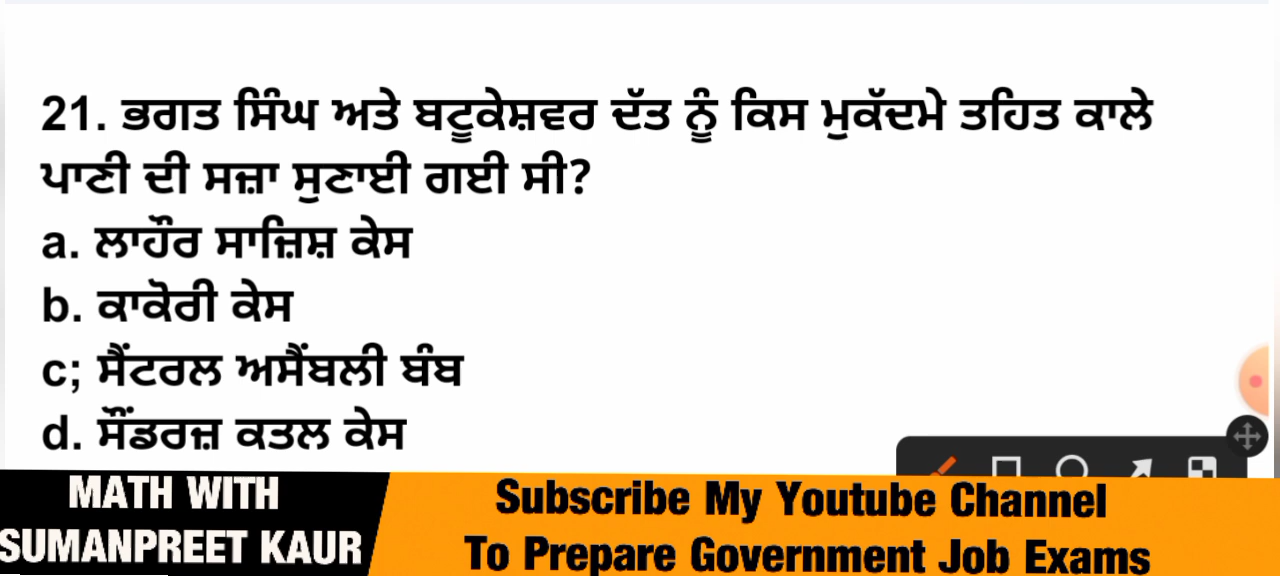 21. ਭਗਤ ਸਿੰਘ ਅਤੇ ਬਟੂਕੇਸ਼ਵਰ ਦੱਤ ਨੂੰ ਕਿਸ ਮੁਕੱਦਮੇ ਤਹਿਤ ਕਾਲੇ
ਪਾਣੀ ਦੀ ਸਜ਼ਾ ਸੁਣਾਈ ਗਈ ਸੀ?
a. ਲਾਹੌਰ ਸਾਜ਼ਿਸ਼ ਕੇਸ
b. ਕਾਕੋਰੀ ਕੇਸ
c; ਸੈਂਟਰਲ ਅਸੈਂਬਲੀ ਬੰਬ
d. ਸੌਂਡਰਜ਼ ਕਤਲ ਕੇਸ
MATH WITH
SUMANPREET KAUR
Subscribe My Youtube Channel
To Prepare Government Job Exams